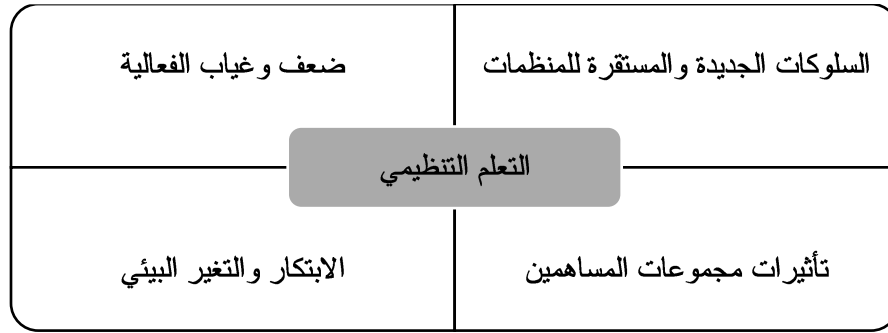 السلوكات الجديدة والمستقرة للمنظمات
ضعف وغياب الفعالية
التعلم التنظيمي
تأثيرات مجموعات المساهمين
الابتكار والتغير البيئي